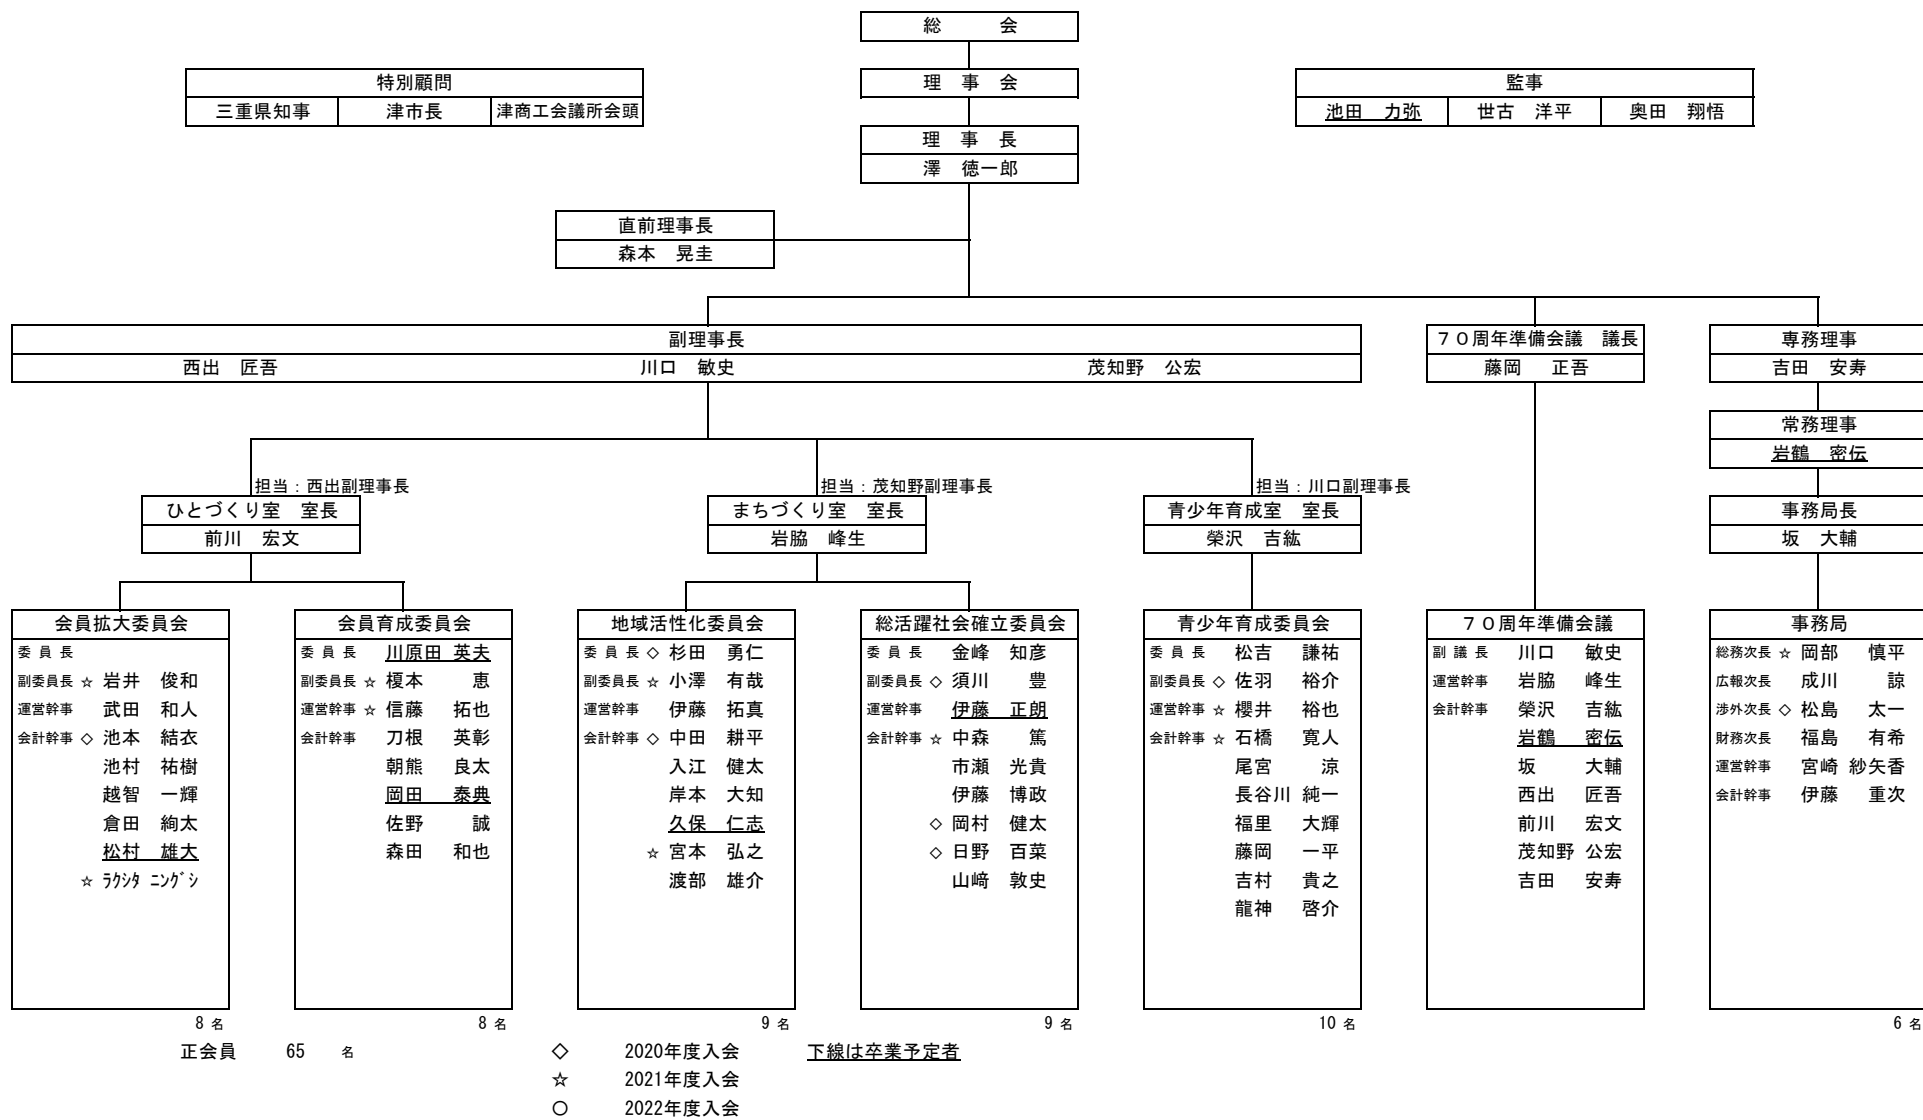 総　　　会
特別顧問
三重県知事　津市長　津商工会議所会頭
理　事　会
監事
池田　力弥　世古　洋平　奥田　翔悟
理　事　長
澤　徳一郎
直前理事長
森本　晃圭
副理事長
西出　匠吾　川口　敏史　茂知野　公宏
７０周年準備会議　議長
藤岡　正吾
専務理事
吉田　安寿
常務理事
岩鶴　密伝
担当：西出副理事長
ひとづくり室　室長
前川　宏文
担当：茂知野副理事長
まちづくり室　室長
岩脇　峰生
担当：川口副理事長
青少年育成室　室長
榮沢　吉紘
事務局長
坂　大輔
会員拡大委員会
委 員 長
副委員長 ☆ 岩井　俊和
運営幹事 武田　和人
会計幹事 ◇ 池本　結衣
池村　祐樹
越智　一輝
倉田　絢太
松村　雄大
☆ ﾗｸｼﾀ ﾆﾝｸﾞｼ
8 名
会員育成委員会
委 員 長 川原田 英夫
副委員長 ☆ 榎本　恵
運営幹事 ☆ 信藤　拓也
会計幹事 刀根　英彰
朝熊　良太
岡田　泰典
佐野　誠
森田　和也
8 名
地域活性化委員会
委 員 長 ◇ 杉田　勇仁
副委員長 ☆ 小澤　有哉
運営幹事 伊藤　拓真
会計幹事 ◇ 中田　耕平
入江　健太
岸本　大知
久保　仁志
☆ 宮本　弘之
渡部　雄介
9 名
総活躍社会確立委員会
委 員 長 金峰　知彦
副委員長 ◇ 須川　豊
運営幹事 伊藤　正朗
会計幹事 ☆ 中森　篤
市瀬　光貴
伊藤　博政
◇ 岡村　健太
◇ 日野　百菜
山﨑　敦史
9 名
青少年育成委員会
委 員 長 松吉　謙祐
副委員長 ◇ 佐羽　裕介
運営幹事 ☆ 櫻井　裕也
会計幹事 ☆ 石橋　寛人
尾宮　涼
長谷川 純一
福里　大輝
藤岡　一平
吉村　貴之
龍神　啓介
10 名
７０周年準備会議
副 議 長 川口　敏史
運営幹事 岩脇　峰生
会計幹事 榮沢　吉紘
岩鶴　密伝
坂　大輔
西出　匠吾
前川　宏文
茂知野 公宏
吉田　安寿
事務局
総務次長 ☆ 岡部　慎平
広報次長 成川　諒
渉外次長 ◇ 松島　太一
財務次長 福島　有希
運営幹事 宮崎 紗矢香
会計幹事 伊藤　重次
6 名
正会員　65　名
◇　2020年度入会　下線は卒業予定者
☆　2021年度入会
○　2022年度入会